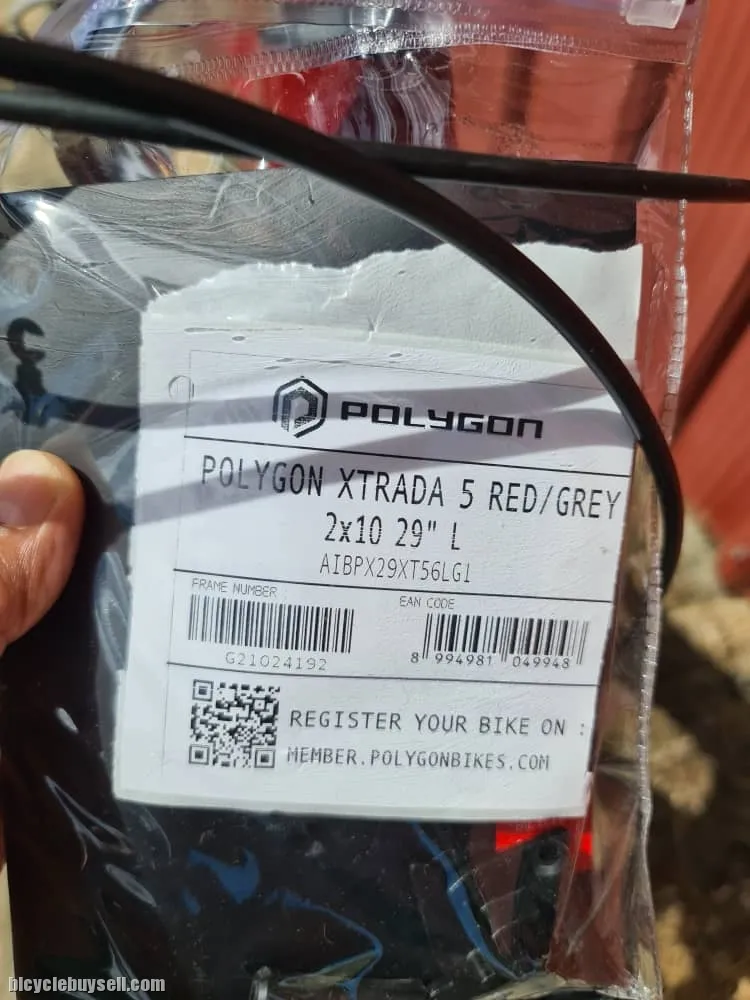 POLYGON
POLYGON XTRADA 5 RED/GREY
2x10 29" L
AIBPX29XT56LG1
FRAME NUMBER
EAN CODE
G21024192
8 994981 049948
REGISTER YOUR BIKE ON :
MEMBER.POLYGONBIKES.COM
bicyclebuysell.com